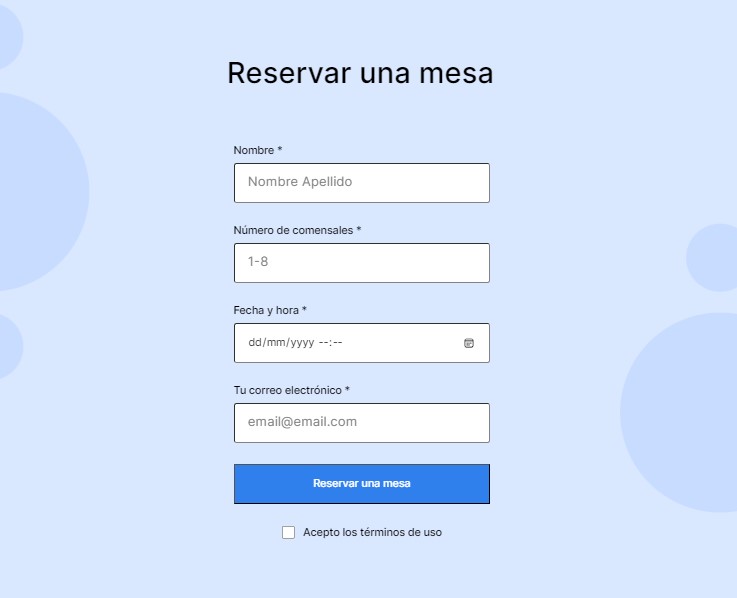 Reservar una mesa
Nombre *
Nombre Apellido
Número de comensales *
1-8
Fecha y hora *
dd/mm/yyyy --:--
Tu correo electrónico *
email@email.com
Reservar una mesa
Acepto los términos de uso